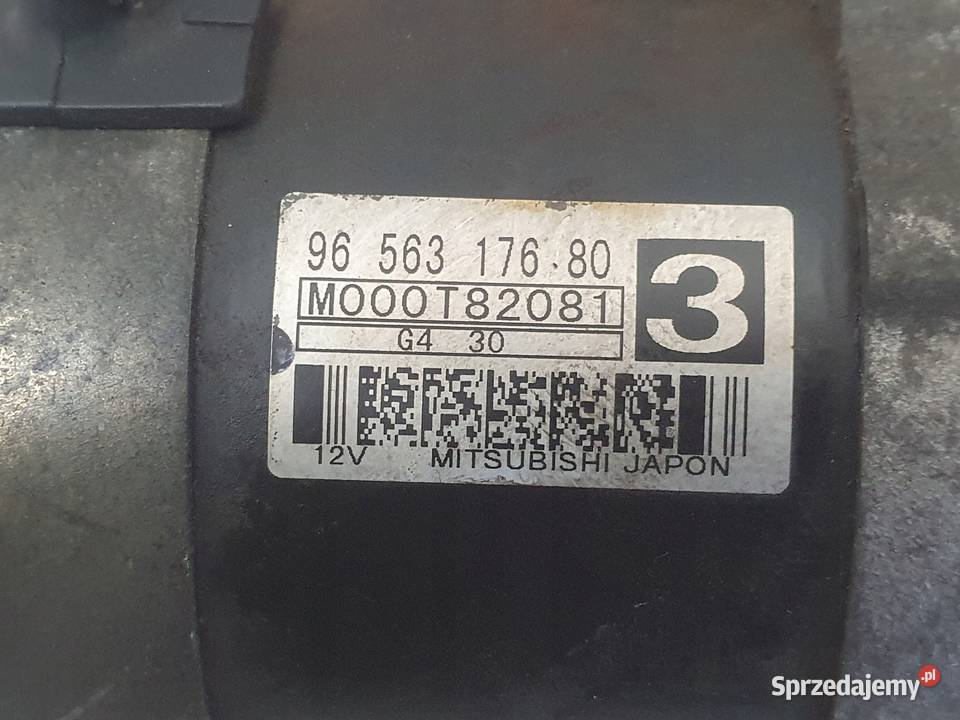 96 563 176 80
3
M000T82081
G4 30
12V MITSUBISHI JAPON
Sprzedajemy.pl